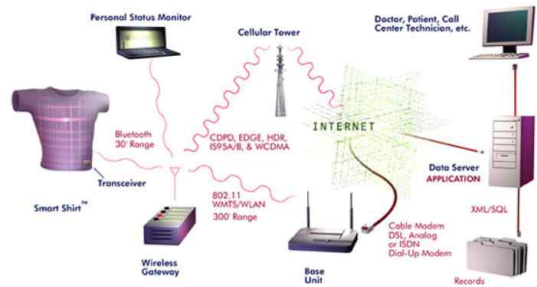 Personal Status Monitor
Cellular Tower
Doctor, Patient, Call
Center Technician, etc.
Bluetooth
30' Range
CDPD, EDGE, HDR,
IS95A/B, & WCDMA
INTERNET
Transceiver
Smart Shirt™
802.11
WMTS/WLAN
300' Range
Data Server
APPLICATION
XML/SQL
Wireless
Gateway
Base
Unit
Cable Modem
DSL, Analog
or ISDN
Dial-Up Modem
Records